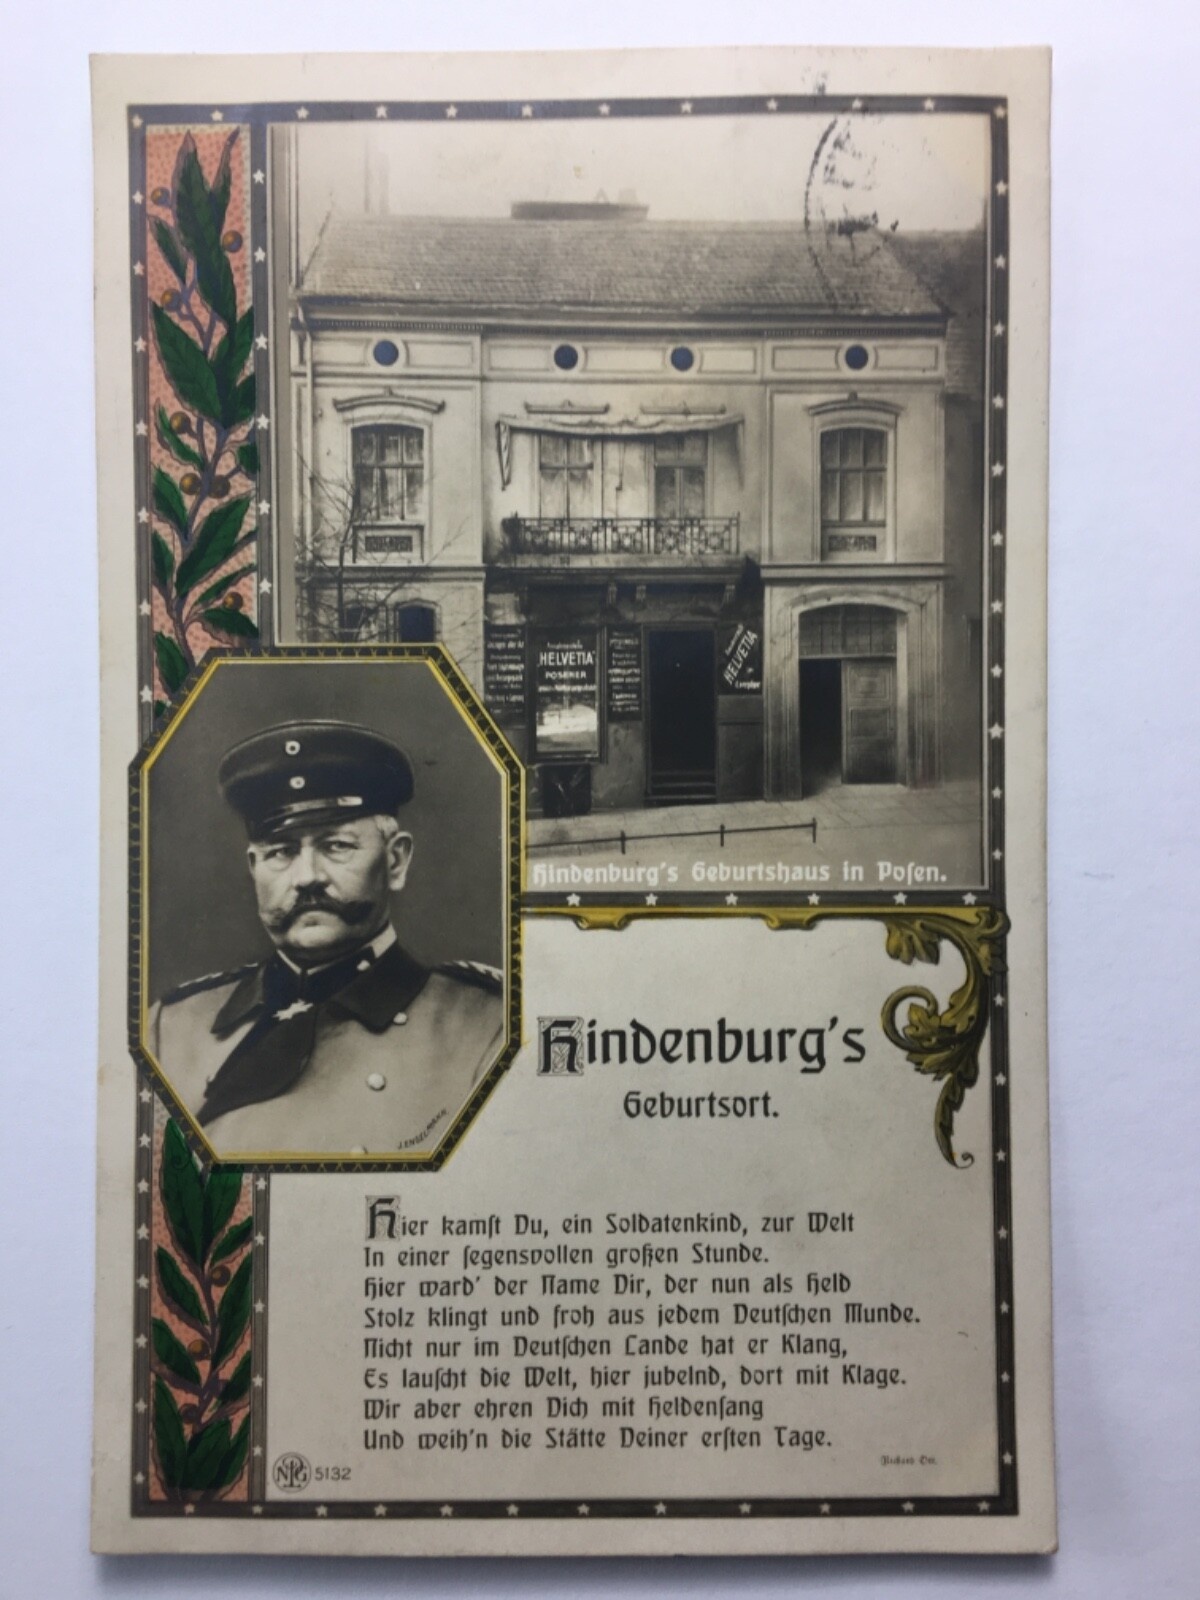 HELVETIA
POSENER
HELVETIA
Hindenburg's Geburtshaus in Poſen.
J. ENGELMANN
Hindenburg's
Geburtsort.
Hier kamſt Du, ein Soldatenkind, zur Welt
In einer ſegensvollen großen Stunde.
Hier ward' der Name Dir, der nun als Held
Stolz klingt und froh aus jedem Deutſchen Munde.
Nicht nur im Deutſchen Lande hat er Klang,
Es lauſcht die Welt, hier jubelnd, dort mit Klage.
Wir aber ehren Dich mit Heldenſang
Und weih'n die Stätte Deiner erſten Tage.
NPG 5132